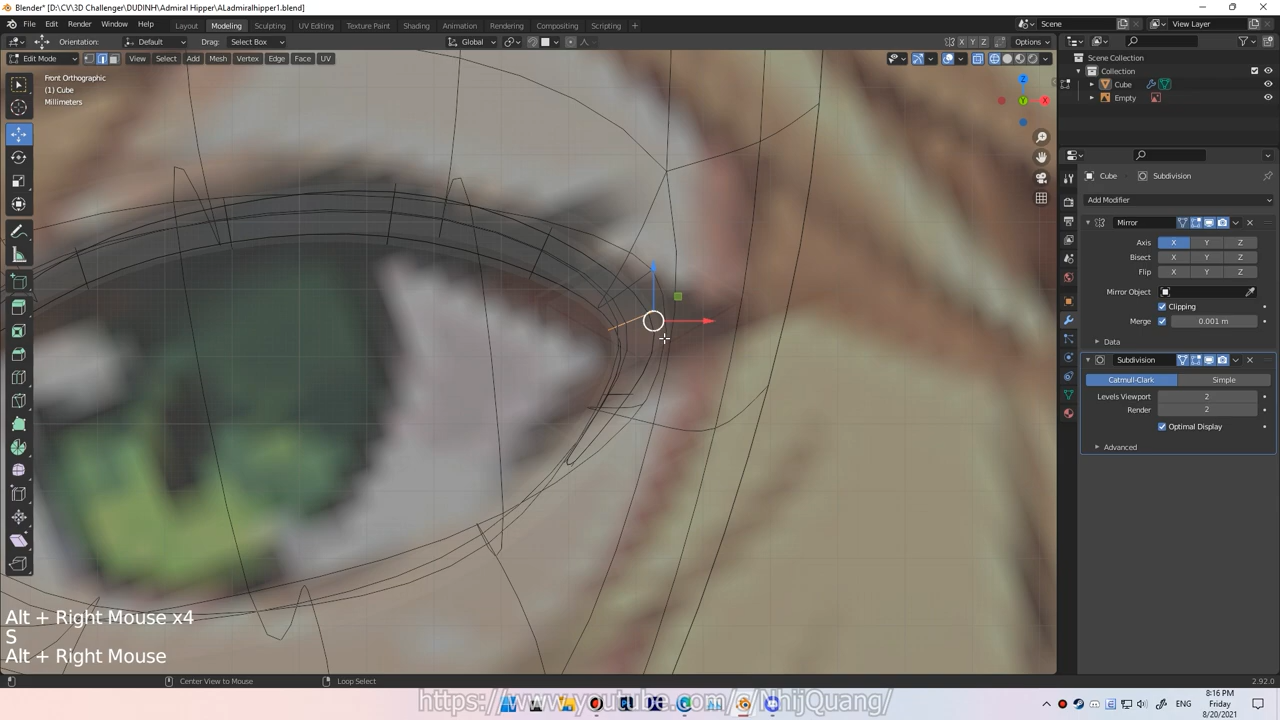 Blender* [D:\CV\3D Challenger\DUDINH\Admiral Hipper\ALadmiralhipper1.blend]
File Edit Render Window Help Layout Modeling Sculpting UV Editing Texture Paint Shading Animation Rendering Compositing Scripting + Scene View Layer
Orientation: Default Drag: Select Box Global X Y Z Options
Edit Mode View Select Add Mesh Vertex Edge Face UV
Front Orthographic
(1) Cube
Millimeters
Z
Y
X
Scene Collection
Collection
Cube
Empty
Cube Subdivision
Add Modifier
Mirror
Axis X Y Z
Bisect X Y Z
Flip X Y Z
Mirror Object
Clipping
Merge 0.001 m
Data
Subdivision
Catmull-Clark Simple
Levels Viewport 2
Render 2
Optimal Display
Advanced
Alt + Right Mouse x4
S
Alt + Right Mouse
Center View to Mouse Loop Select 2.92.0
https://www.youtube.com/c/NhijQuang/
ENG
8:16 PM
Friday
8/20/2021